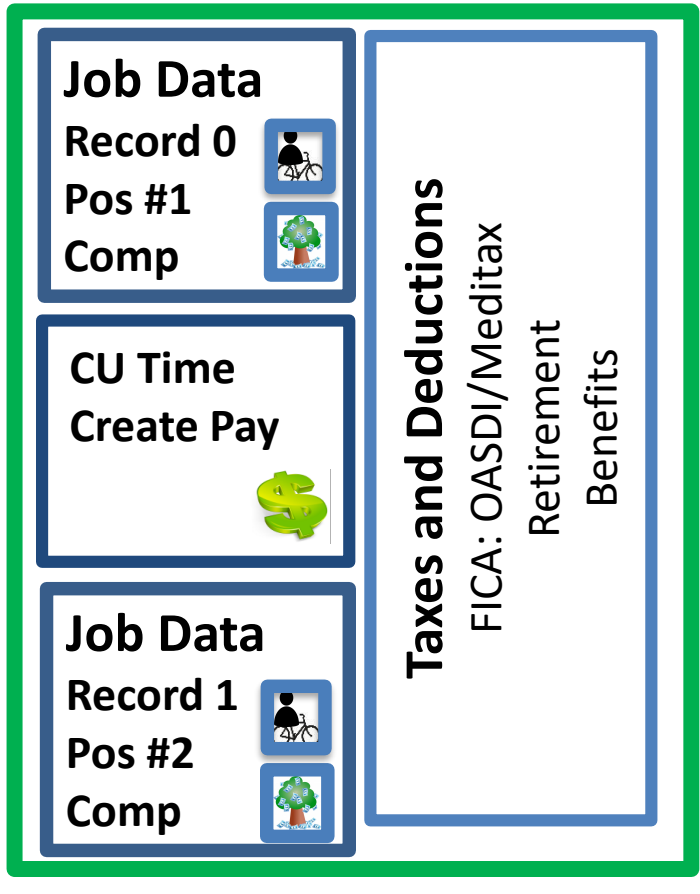 Job Data
Record 0
Pos #1
Comp
CU Time
Create Pay
Job Data
Record 1
Pos #2
Comp
Taxes and Deductions
FICA: OASDI/Meditax
Retirement
Benefits